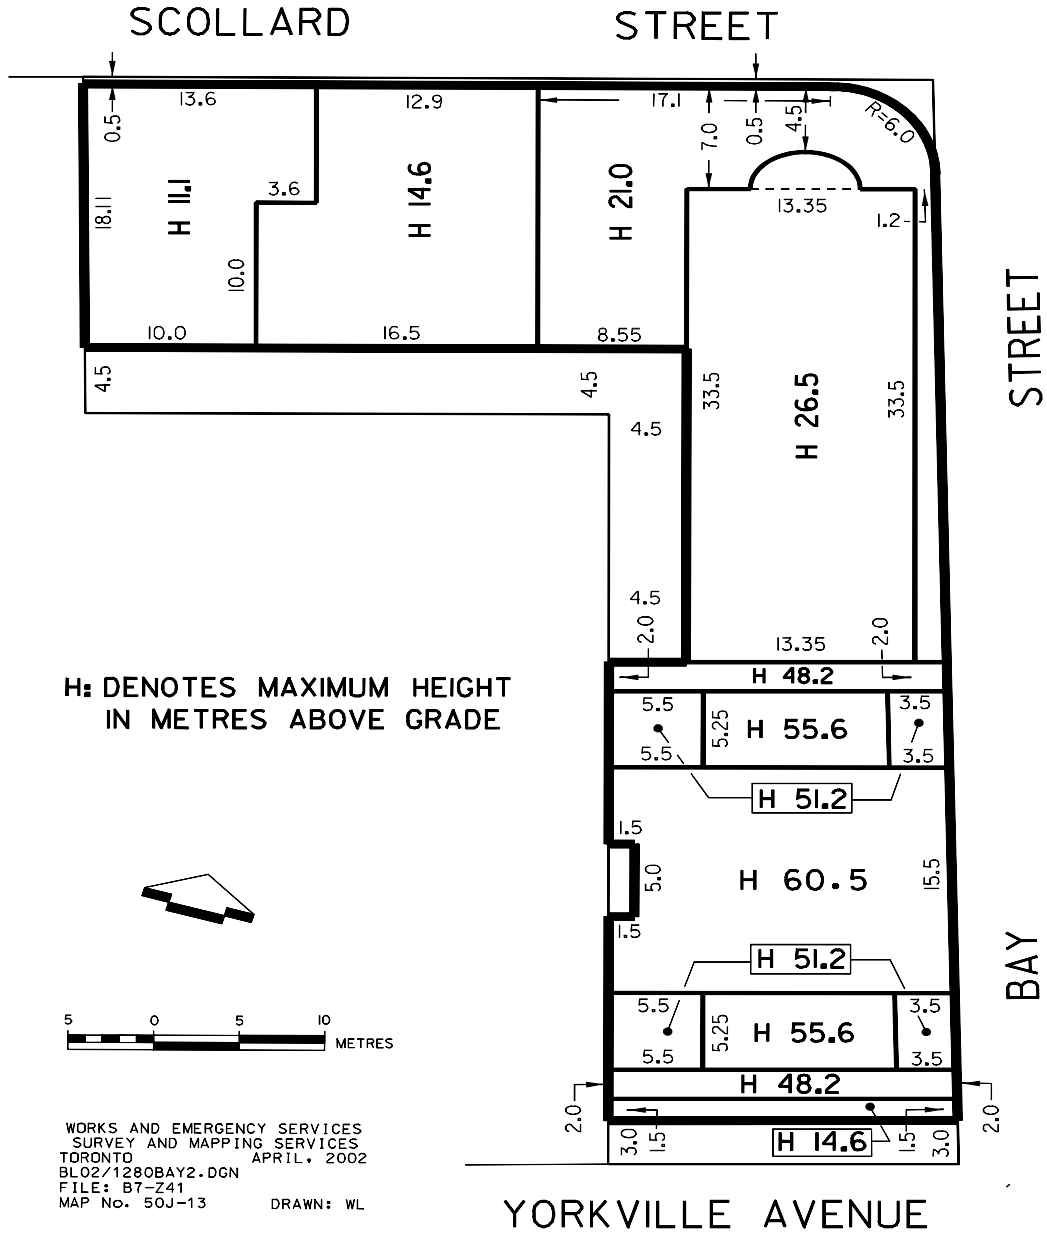 SCOLLARD STREET
13.6 12.9 17.1 R=6.0
0.5 7.0 0.5 4.5
3.6
18.11 H 11.1 H 14.6 H 21.0
13.35 1.2
10.0
10.0 16.5 8.55
4.5 4.5
4.5
33.5 H 26.5 33.5
STREET
4.5
2.0 13.35 2.0
H: DENOTES MAXIMUM HEIGHT
IN METRES ABOVE GRADE
H 48.2
5.5 3.5
5.25 H 55.6
5.5 3.5
H 51.2
1.5
5.0 H 60.5 15.5
1.5
BAY
H 51.2
5.5 3.5
5.25 H 55.6
5.5 3.5
5 0 5 10
METRES
H 48.2
2.0 2.0
3.0 1.5 H 14.6 1.5 3.0
WORKS AND EMERGENCY SERVICES
SURVEY AND MAPPING SERVICES
TORONTO APRIL, 2002
BL02/1280BAY2.DGN
FILE: B7-Z41
MAP No. 50J-13 DRAWN: WL
YORKVILLE AVENUE